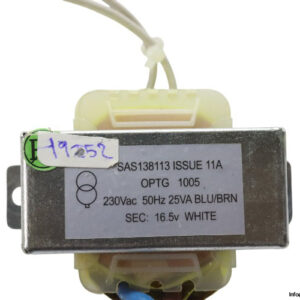 19252
SAS138113 ISSUE 11A
OPTG 1005
230Vac 50Hz 25VA BLU/BRN
SEC: 16.5v WHITE